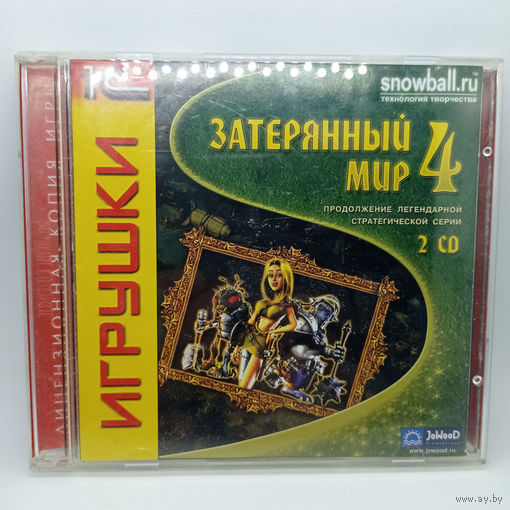 1С
snowball.ru
технология творчества
ЗАТЕРЯННЫЙ
МИР 4
ПРОДОЛЖЕНИЕ ЛЕГЕНДАРНОЙ
СТРАТЕГИЧЕСКОЙ СЕРИИ
2 CD
ИГРУШКИ
ЛИЦЕНЗИОННАЯ КОПИЯ ИГРЫ
JoWooD
www.jowood.ru
www.ay.by